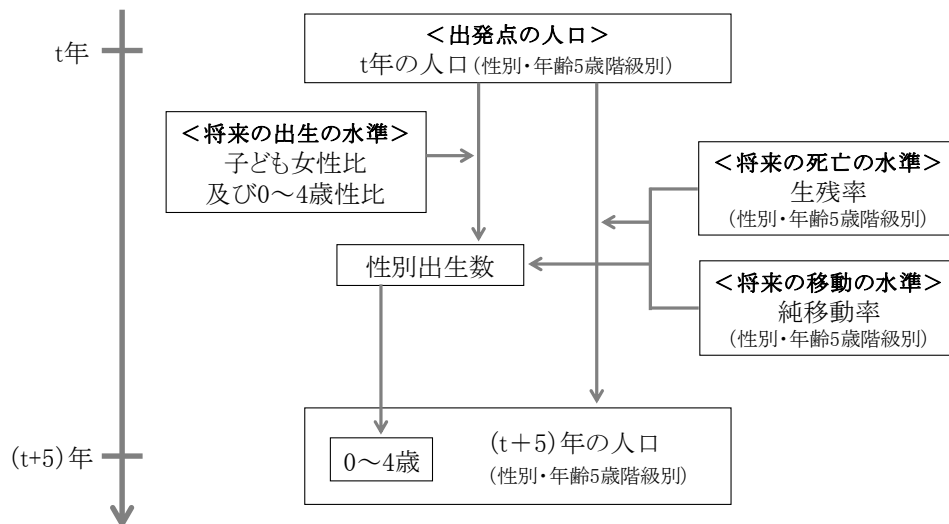 t年
＜出発点の人口＞
t年の人口(性別・年齢5歳階級別)
＜将来の出生の水準＞
子ども女性比
及び0～4歳性比
＜将来の死亡の水準＞
生残率
(性別・年齢5歳階級別)
性別出生数
＜将来の移動の水準＞
純移動率
(性別・年齢5歳階級別)
(t+5)年
0～4歳
(t＋5)年の人口
(性別・年齢5歳階級別)